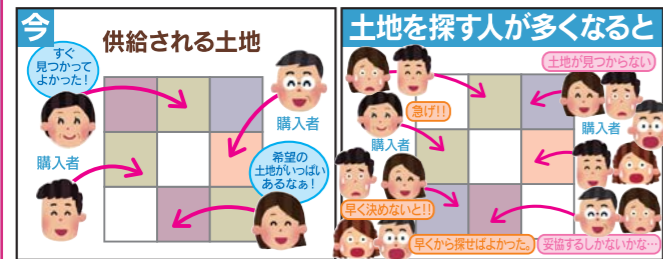 今
供給される土地
すぐ
見つかって
よかった！
購入者
購入者
希望の
土地がいっぱい
あるなぁ！
土地を探す人が多くなると
土地が見つからない
急げ!!
購入者
購入者
早く決めないと!!
早くから探せばよかった。
妥協するしかないかな…